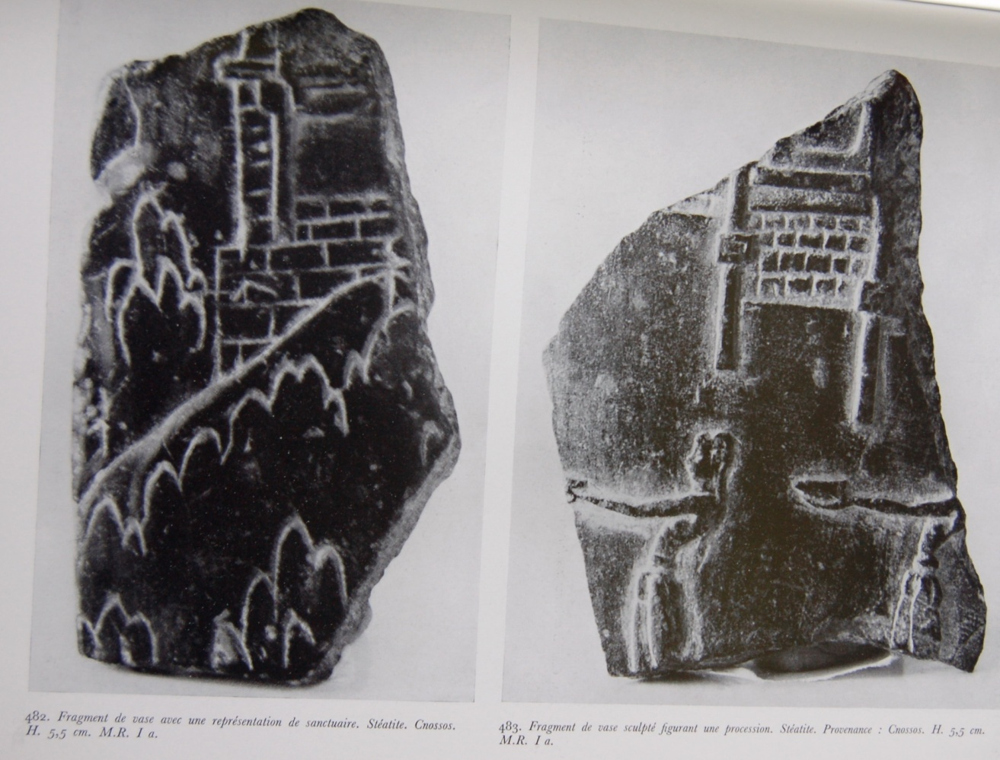 482. Fragment de vase avec une représentation de sanctuaire. Stéatite. Cnossos.
H. 5,5 cm. M.R. I a.
483. Fragment de vase sculpté figurant une procession. Stéatite. Provenance : Cnossos. H. 5,5 cm.
M.R. I a.